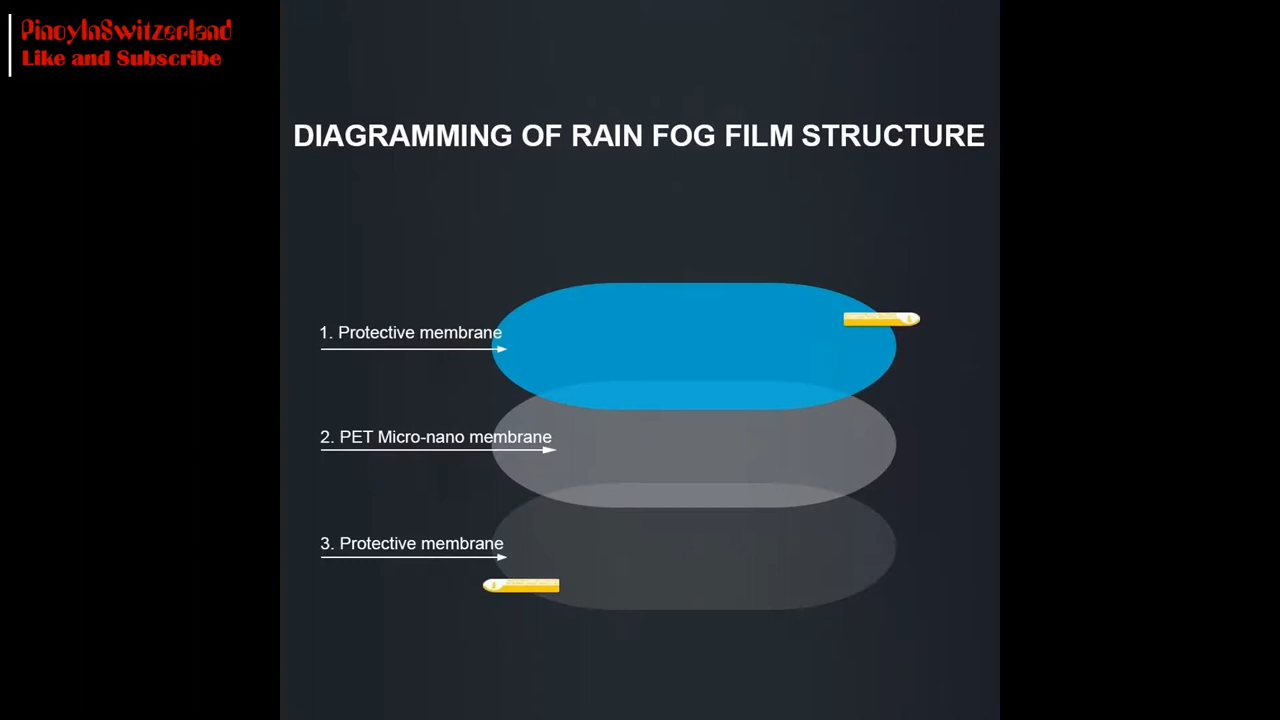 PinoyInSwitzerland
Like and Subscribe
DIAGRAMMING OF RAIN FOG FILM STRUCTURE
1. Protective membrane
2. PET Micro-nano membrane
3. Protective membrane